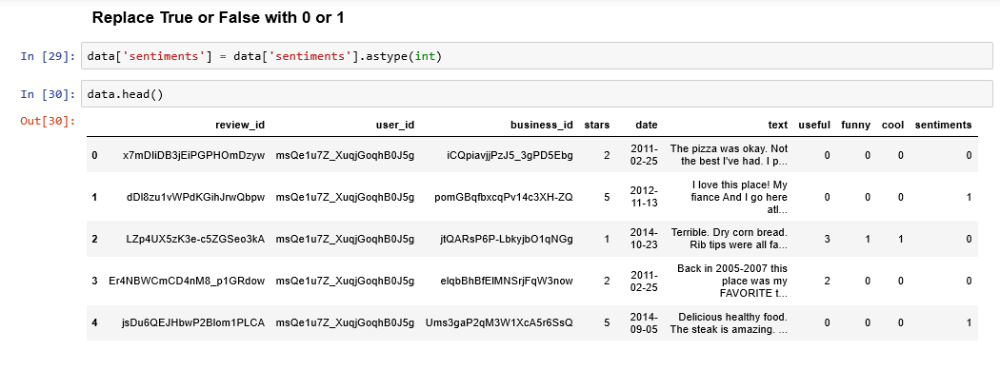 Replace True or False with 0 or 1
In [29]: data['sentiments'] = data['sentiments'].astype(int)
In [30]: data.head()
Out[30]:
review_id user_id business_id stars date text useful funny cool sentiments
0 x7mDIiDB3jEiPGPHOmDzyw msQe1u7Z_XuqjGoqhB0J5g iCQpiavjjPzJ5_3gPD5Ebg 2 2011-02-25 The pizza was okay. Not the best I've had. I p... 0 0 0 0
1 dDl8zu1vWPdKGihJrwQbpw msQe1u7Z_XuqjGoqhB0J5g pomGBqfbxcqPv14c3XH-ZQ 5 2012-11-13 I love this place! My fiance And I go here atl... 0 0 0 1
2 LZp4UX5zK3e-c5ZGSeo3kA msQe1u7Z_XuqjGoqhB0J5g jtQARsP6P-LbkyjbO1qNGg 1 2014-10-23 Terrible. Dry corn bread. Rib tips were all fa... 3 1 1 0
3 Er4NBWCmCD4nM8_p1GRdow msQe1u7Z_XuqjGoqhB0J5g elqbBhBfElMNSrjFqW3now 2 2011-02-25 Back in 2005-2007 this place was my FAVORITE t... 2 0 0 0
4 jsDu6QEJHbwP2Blom1PLCA msQe1u7Z_XuqjGoqhB0J5g Ums3gaP2qM3W1XcA5r6SsQ 5 2014-09-05 Delicious healthy food. The steak is amazing. ... 0 0 0 1